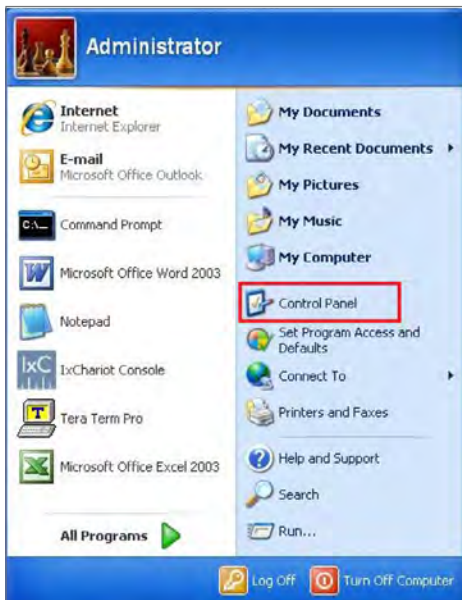 Administrator
Internet
Internet Explorer
E-mail
Microsoft Office Outlook
C:\_
Command Prompt
W
Microsoft Office Word 2003
Notepad
IxC
IxChariot Console
T
Tera Term Pro
Microsoft Office Excel 2003
All Programs
My Documents
My Recent Documents
My Pictures
My Music
My Computer
Control Panel
Set Program Access and
Defaults
Connect To
Printers and Faxes
Help and Support
Search
Run...
Log Off
Turn Off Computer